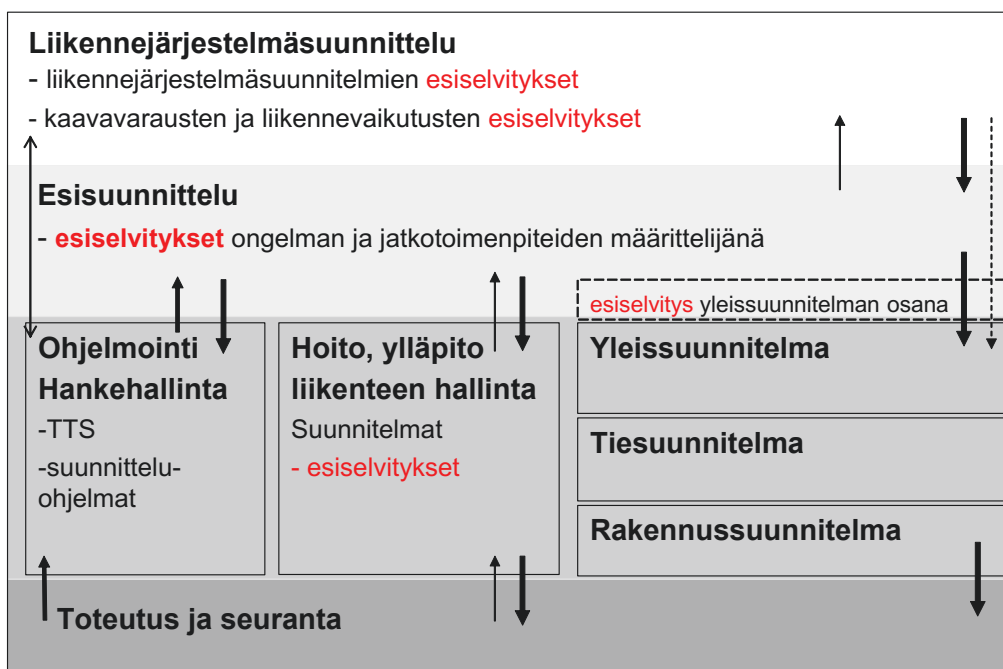 Liikennejärjestelmäsuunnittelu
- liikennejärjestelmäsuunnitelmien esiselvitykset
- kaavavarausten ja liikennevaikutusten esiselvitykset
Esisuunnittelu
- esiselvitykset ongelman ja jatkotoimenpiteiden määrittelijänä
esiselvitys yleissuunnitelman osana
Ohjelmointi
Hankehallinta
-TTS
-suunnittelu-
ohjelmat
Hoito, ylläpito
liikenteen hallinta
Suunnitelmat
- esiselvitykset
Yleissuunnitelma
Tiesuunnitelma
Rakennussuunnitelma
Toteutus ja seuranta